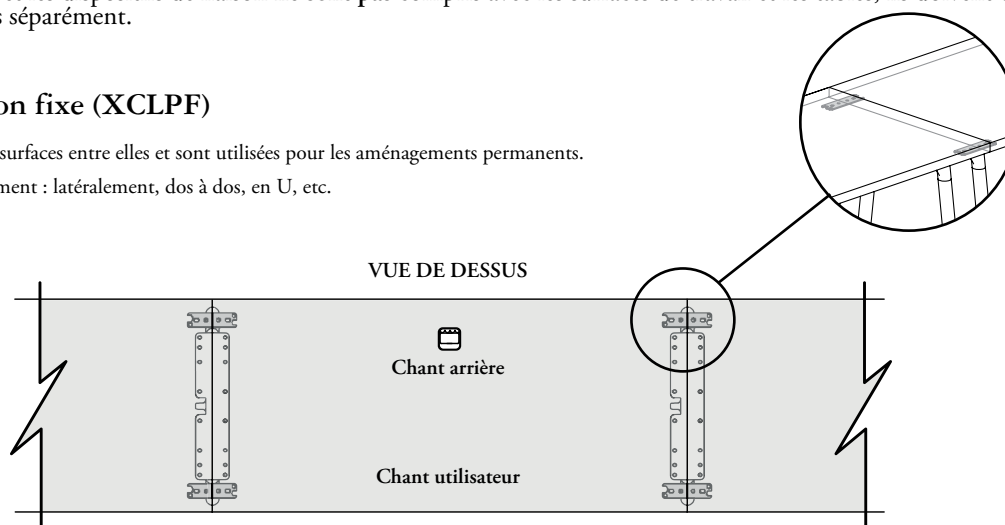 s séparément.
on fixe (XCLPF)
surfaces entre elles et sont utilisées pour les aménagements permanents.
ment : latéralement, dos à dos, en U, etc.
VUE DE DESSUS
Chant arrière
Chant utilisateur